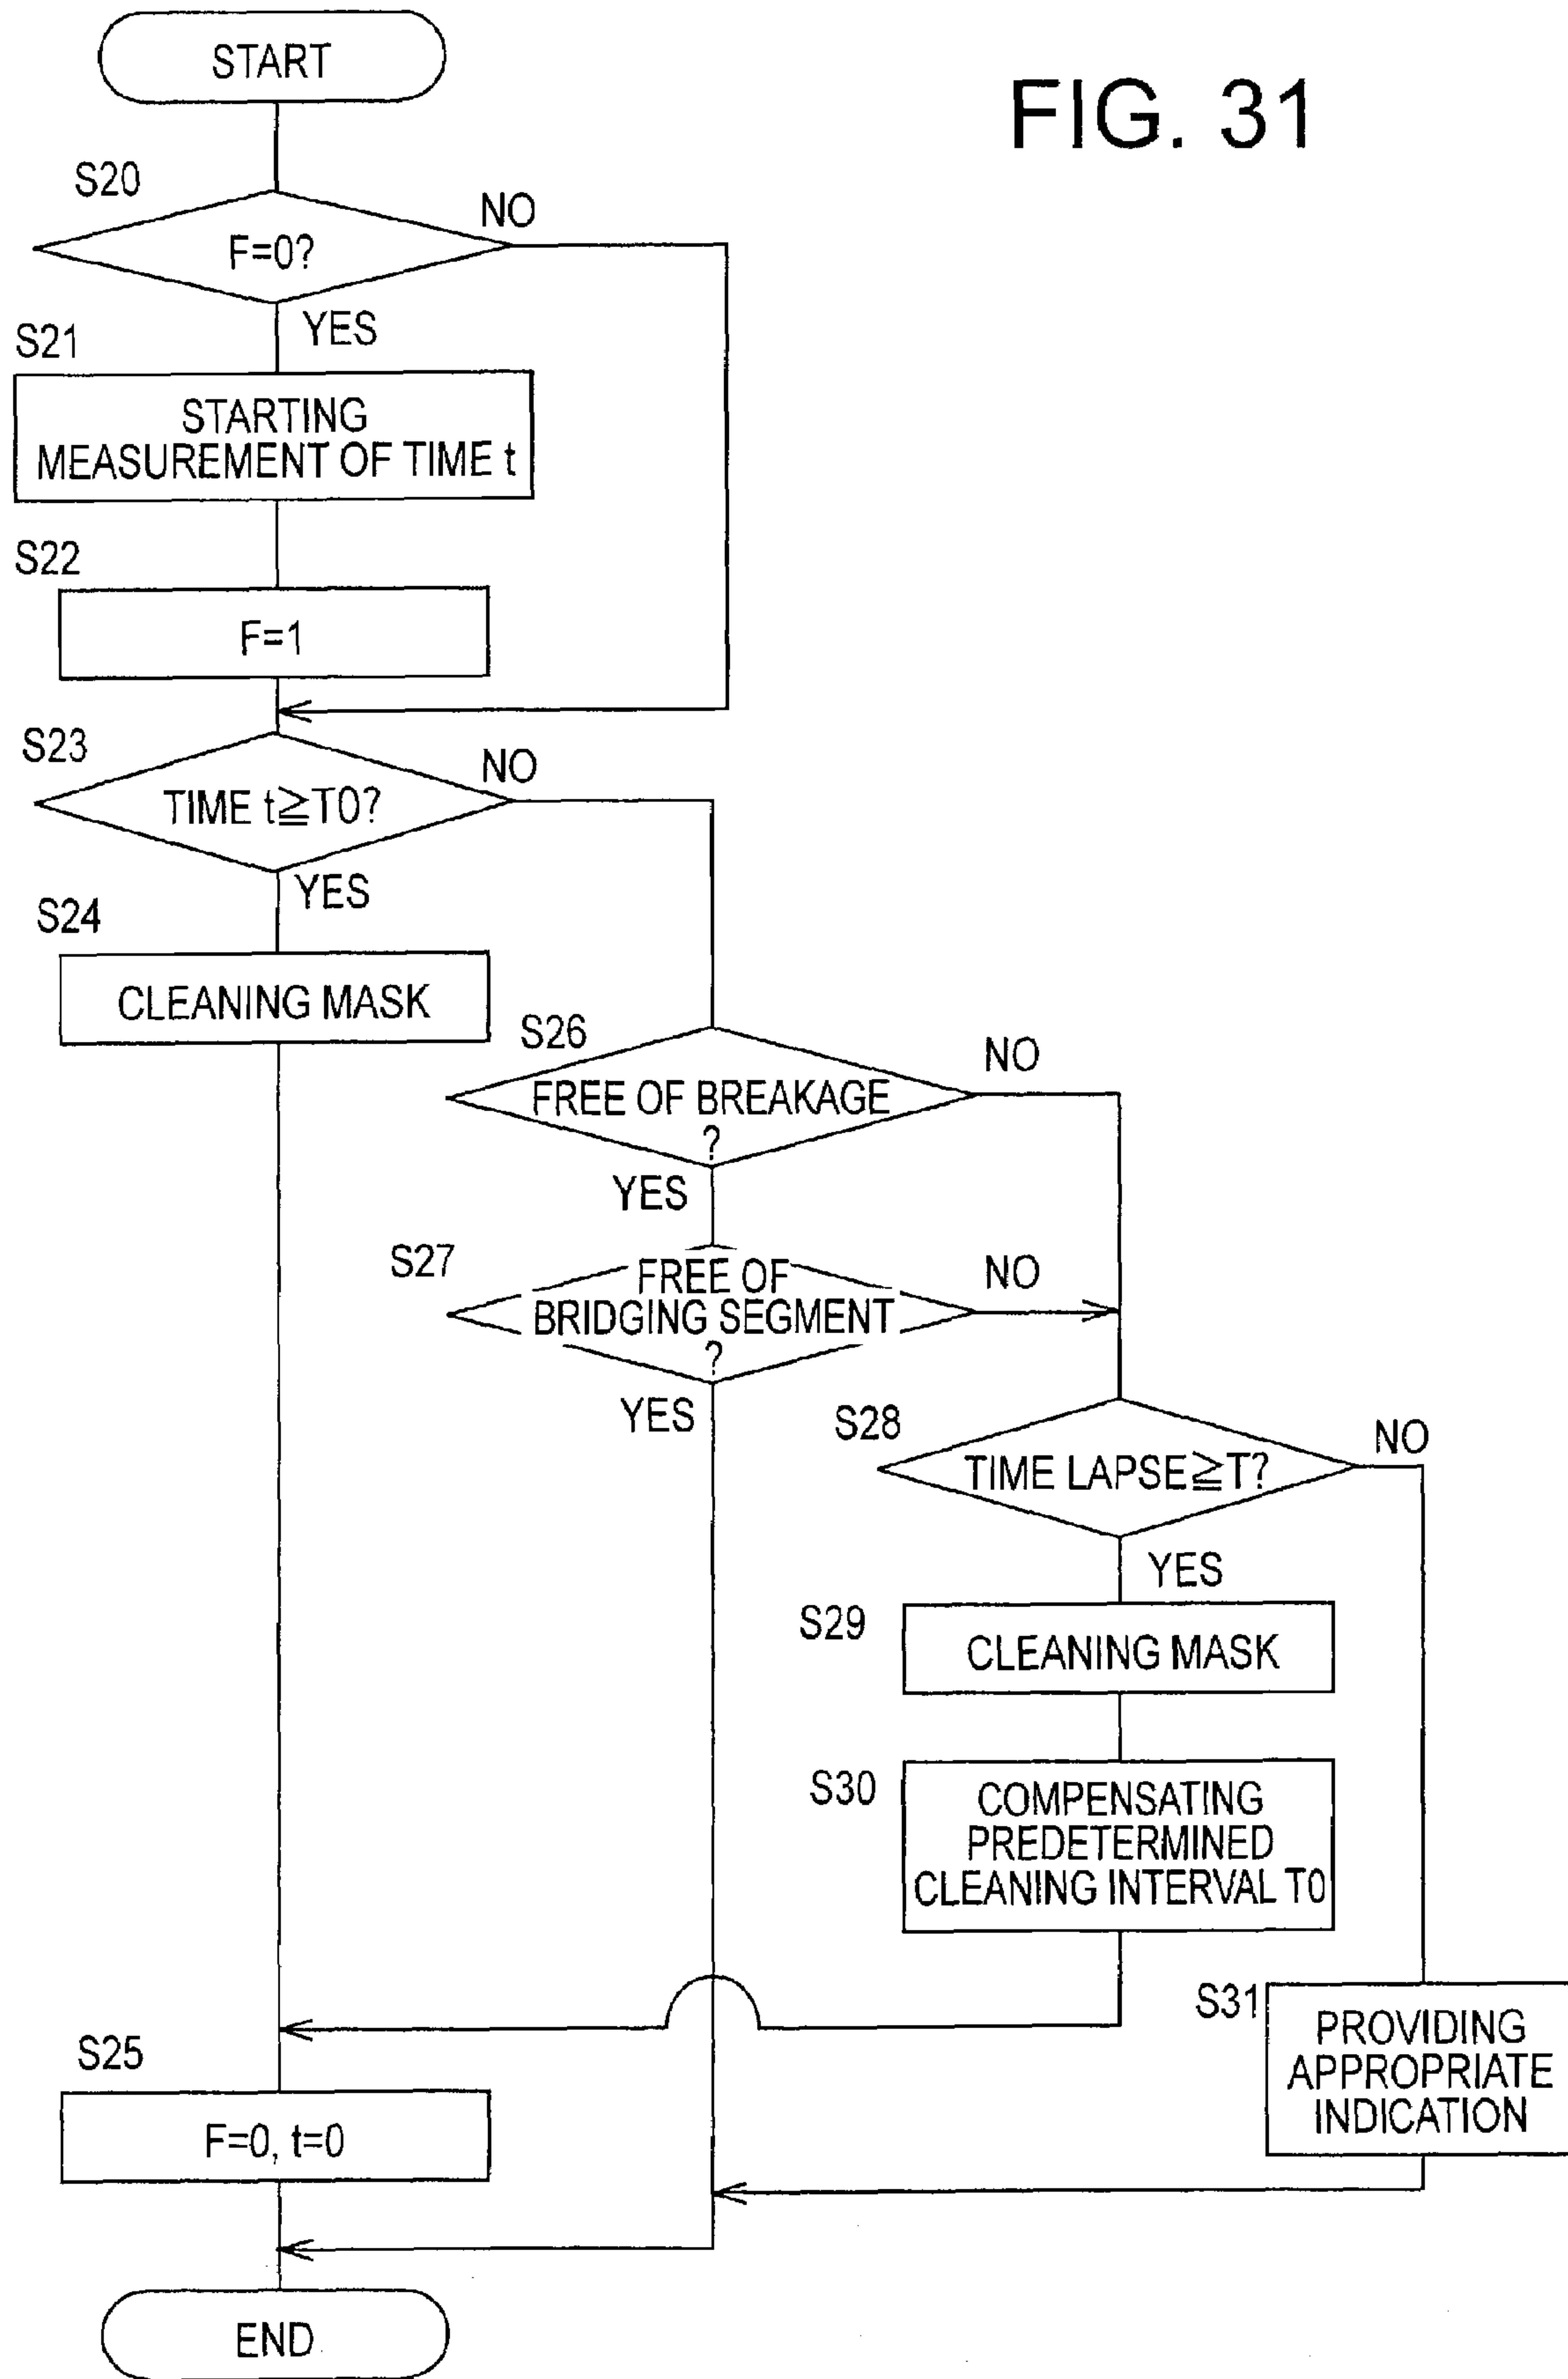 START
FIG. 31
S20
F=0?
NO
YES
S21
STARTING
MEASUREMENT OF TIME t
S22
F=1
S23
TIME t≧T0?
NO
YES
S24
CLEANING MASK
S26
FREE OF BREAKAGE
?
NO
YES
S27
FREE OF
BRIDGING SEGMENT
?
NO
YES
S28
TIME LAPSE≧T?
NO
YES
S29
CLEANING MASK
S30
COMPENSATING
PREDETERMINED
CLEANING INTERVAL T0
S31
PROVIDING
APPROPRIATE
INDICATION
S25
F=0, t=0
END